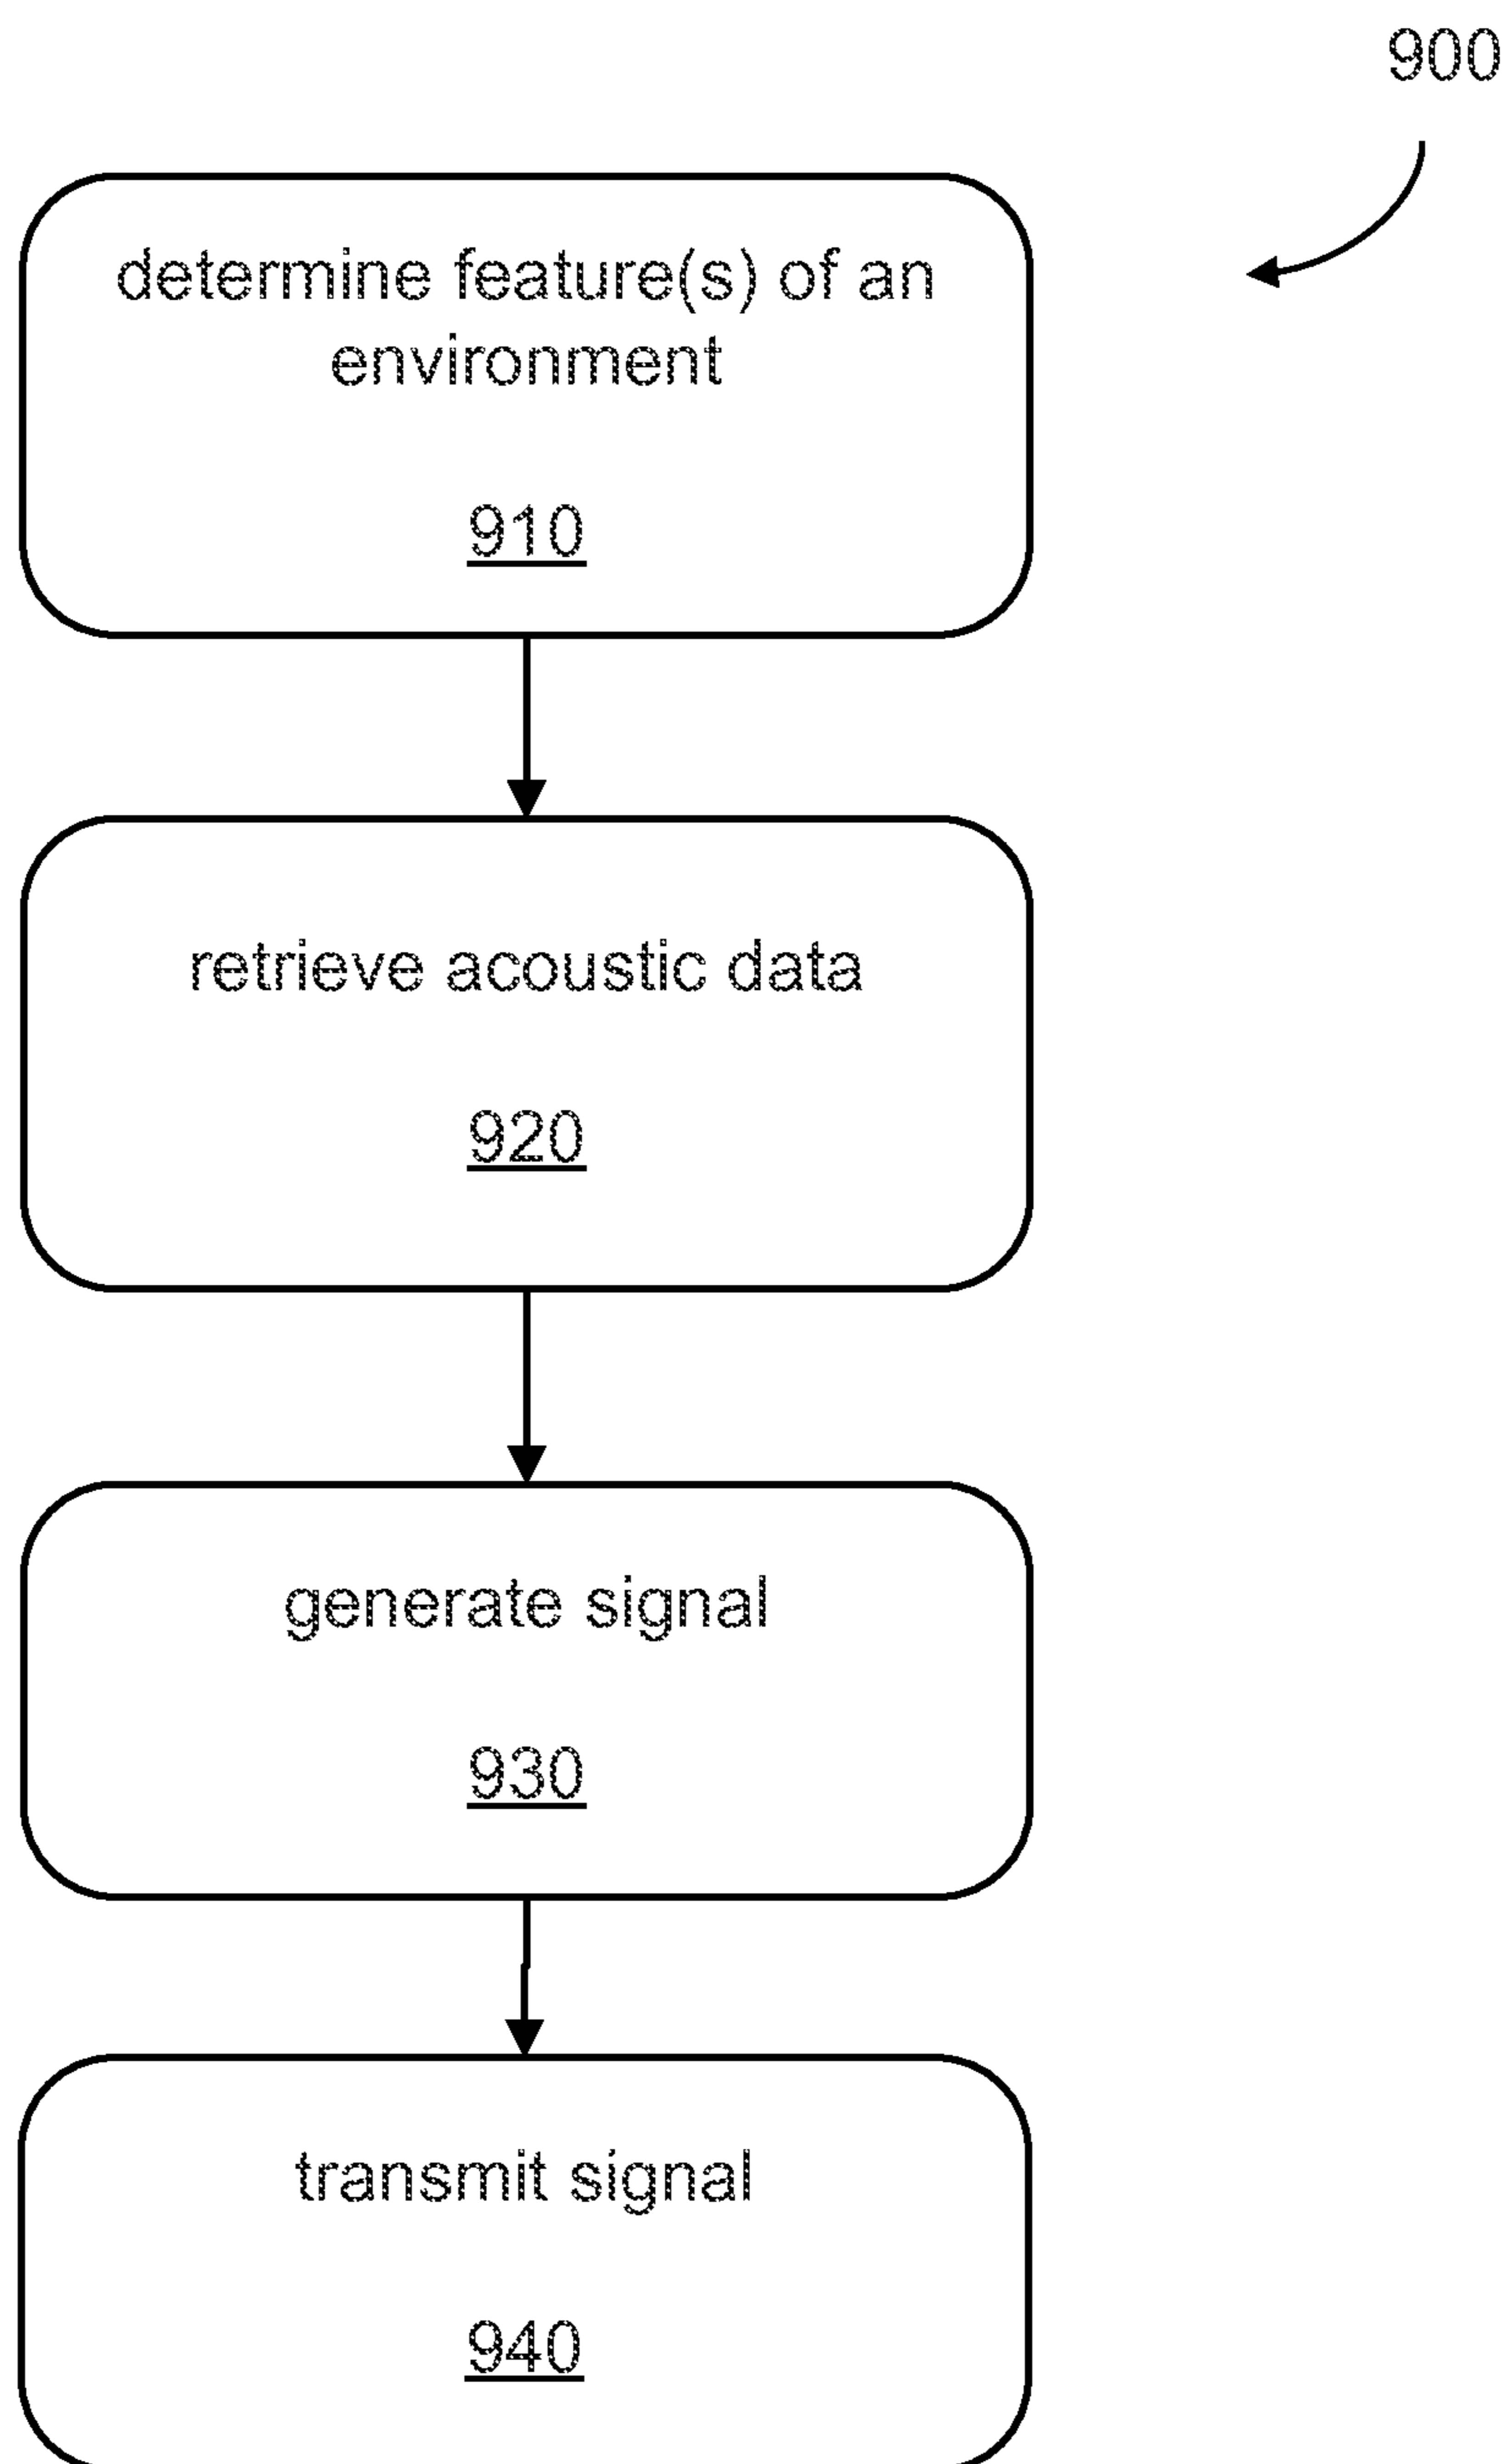 900
determine feature(s) of an
environment
910
retrieve acoustic data
920
generate signal
930
transmit signal
940